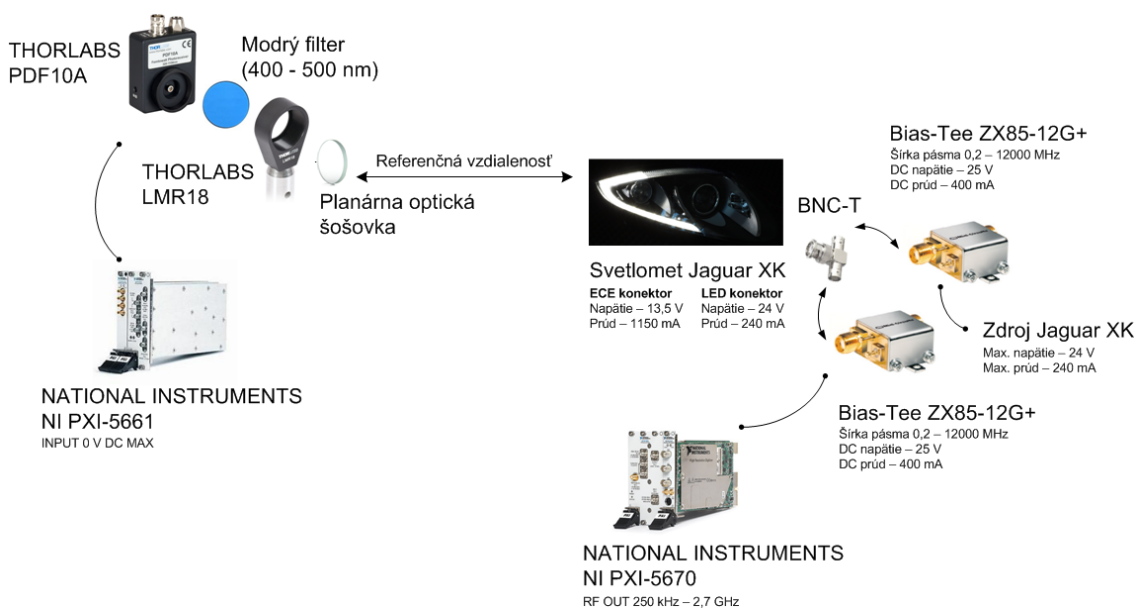 THORLABS
PDF10A
Modrý filter
(400 - 500 nm)
THORLABS
LMR18
Referenčná vzdialenosť
Planárna optická
šošovka
Bias-Tee ZX85-12G+
Šírka pásma 0,2 – 12000 MHz
DC napätie – 25 V
DC prúd – 400 mA
BNC-T
Svetlomet Jaguar XK
ECE konektor
Napätie – 13,5 V
Prúd – 1150 mA
LED konektor
Napätie – 24 V
Prúd – 240 mA
Zdroj Jaguar XK
Max. napätie – 24 V
Max. prúd – 240 mA
NATIONAL INSTRUMENTS
NI PXI-5661
INPUT 0 V DC MAX
Bias-Tee ZX85-12G+
Šírka pásma 0,2 – 12000 MHz
DC napätie – 25 V
DC prúd – 400 mA
NATIONAL INSTRUMENTS
NI PXI-5670
RF OUT 250 kHz – 2,7 GHz